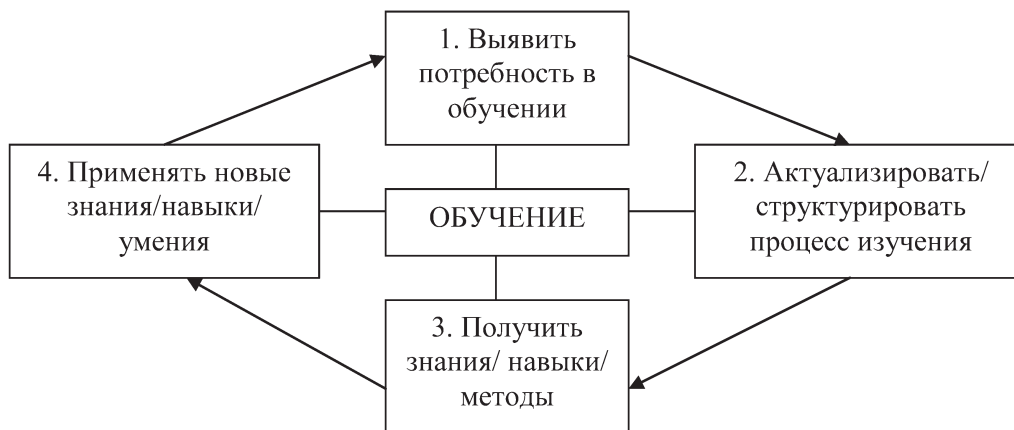 1. Выявить
потребность в
обучении
4. Применять новые
знания/навыки/
умения
ОБУЧЕНИЕ
2. Актуализировать/
структурировать
процесс изучения
3. Получить
знания/ навыки/
методы